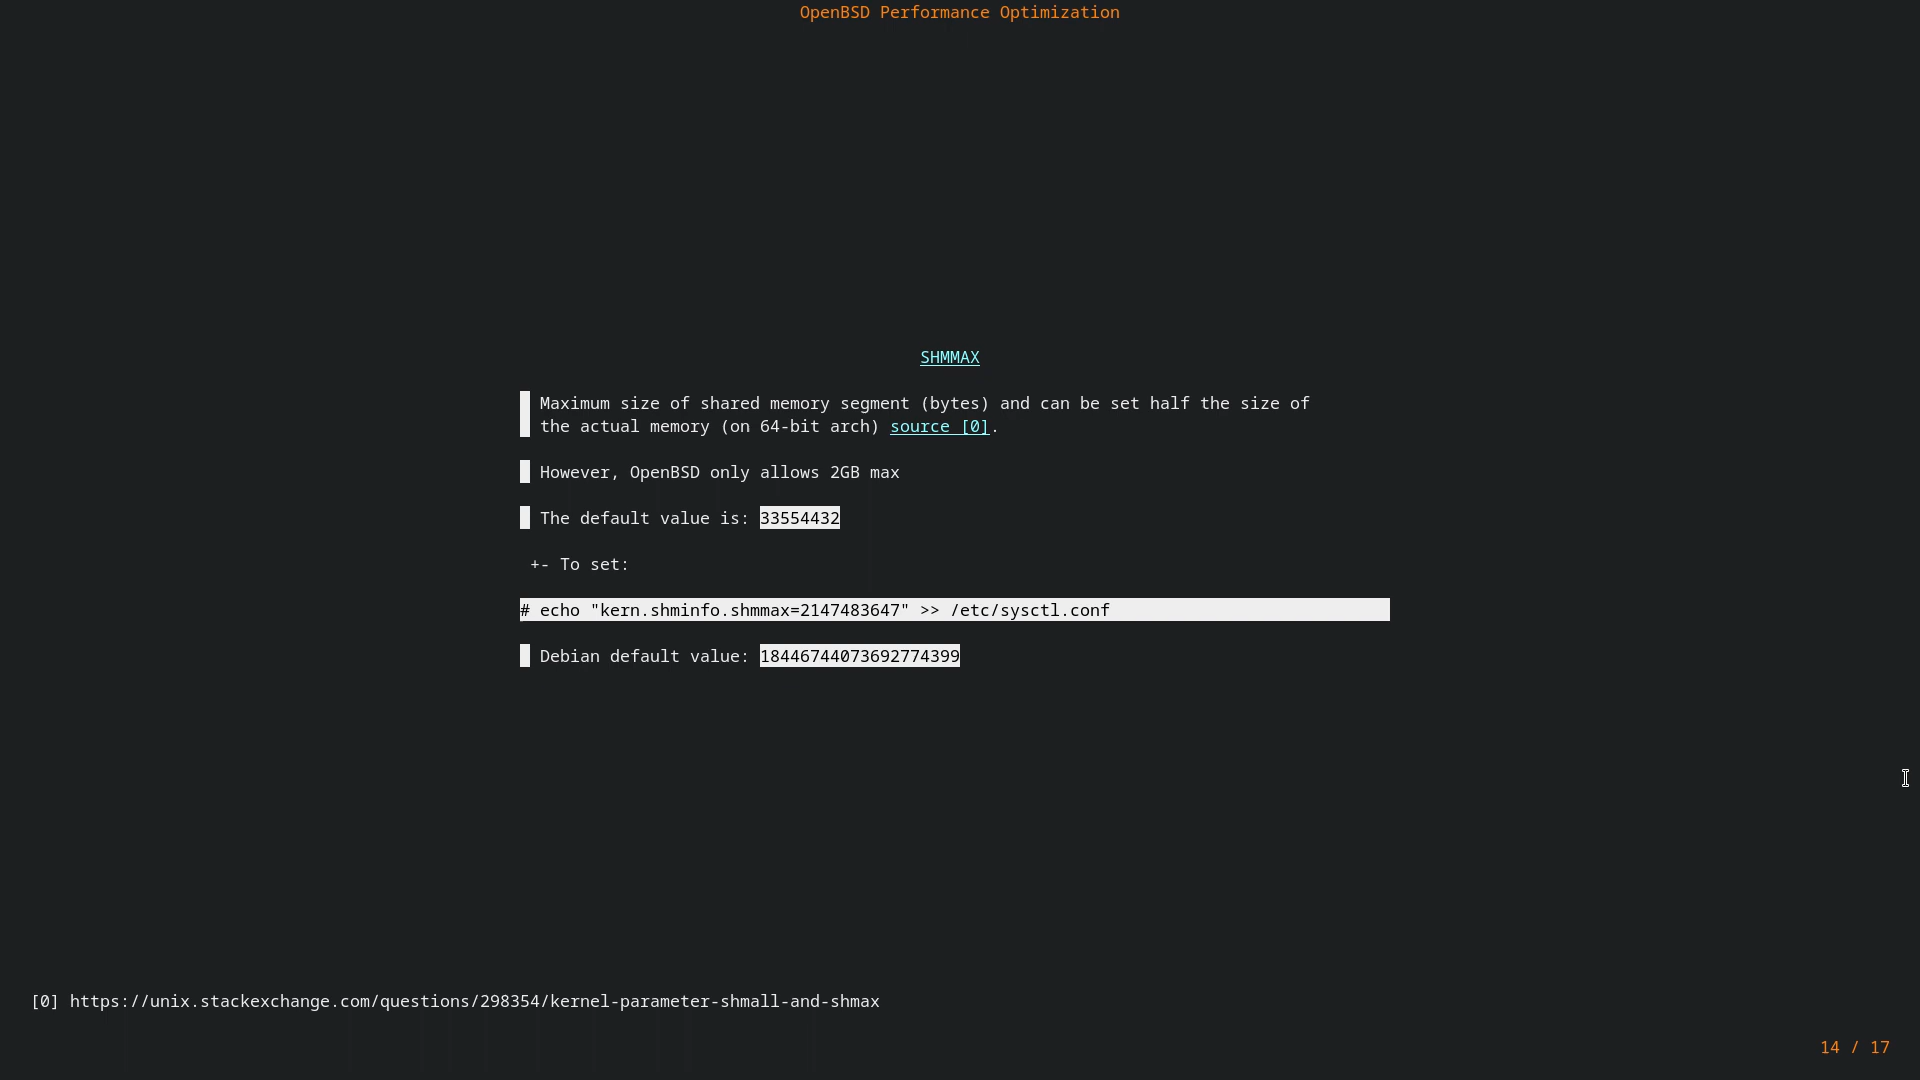 OpenBSD Performance Optimization
SHMMAX
Maximum size of shared memory segment (bytes) and can be set half the size of
the actual memory (on 64-bit arch) source [0].
However, OpenBSD only allows 2GB max
The default value is: 33554432
+- To set:
# echo "kern.shminfo.shmmax=2147483647" >> /etc/sysctl.conf
Debian default value: 18446744073692774399
[0] https://unix.stackexchange.com/questions/298354/kernel-parameter-shmall-and-shmax
14 / 17